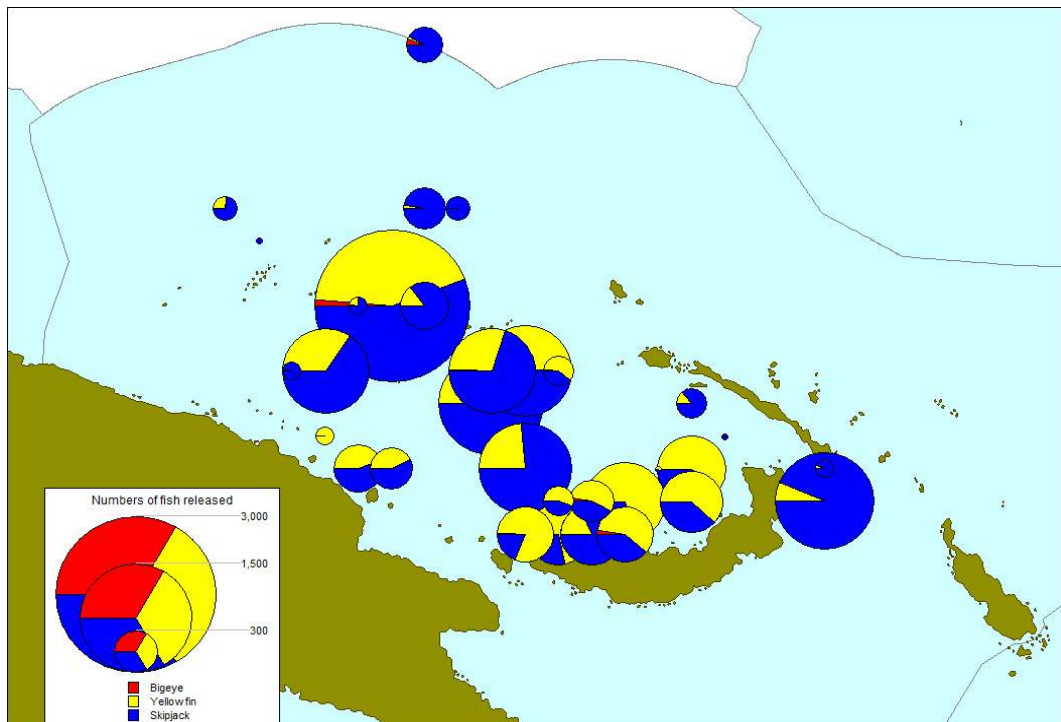 Numbers of fish released
3,000
1,500
300
Bigeye
Yellowfin
Skipjack